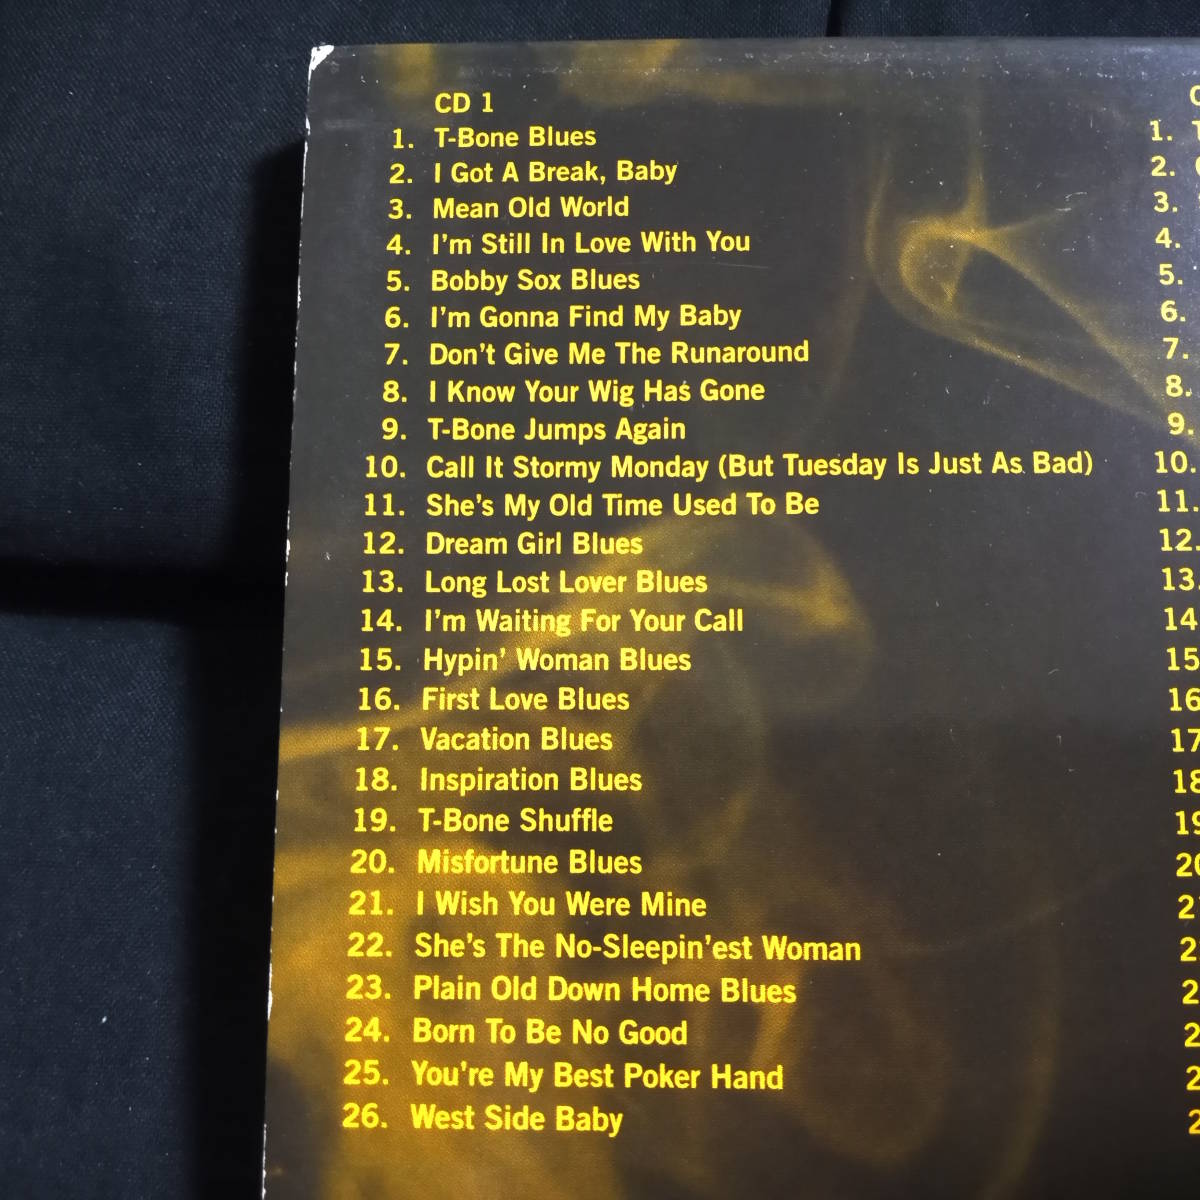 CD 1
1. T-Bone Blues
2. I Got A Break, Baby
3. Mean Old World
4. I'm Still In Love With You
5. Bobby Sox Blues
6. I'm Gonna Find My Baby
7. Don't Give Me The Runaround
8. I Know Your Wig Has Gone
9. T-Bone Jumps Again
10. Call It Stormy Monday (But Tuesday Is Just As Bad)
11. She's My Old Time Used To Be
12. Dream Girl Blues
13. Long Lost Lover Blues
14. I'm Waiting For Your Call
15. Hypin' Woman Blues
16. First Love Blues
17. Vacation Blues
18. Inspiration Blues
19. T-Bone Shuffle
20. Misfortune Blues
21. I Wish You Were Mine
22. She's The No-Sleepin'est Woman
23. Plain Old Down Home Blues
24. Born To Be No Good
25. You're My Best Poker Hand
26. West Side Baby
1.
2.
3.
4.
5.
6.
7.
8.
9.
10.
11.
12.
13.
14
15
16
17
18
19